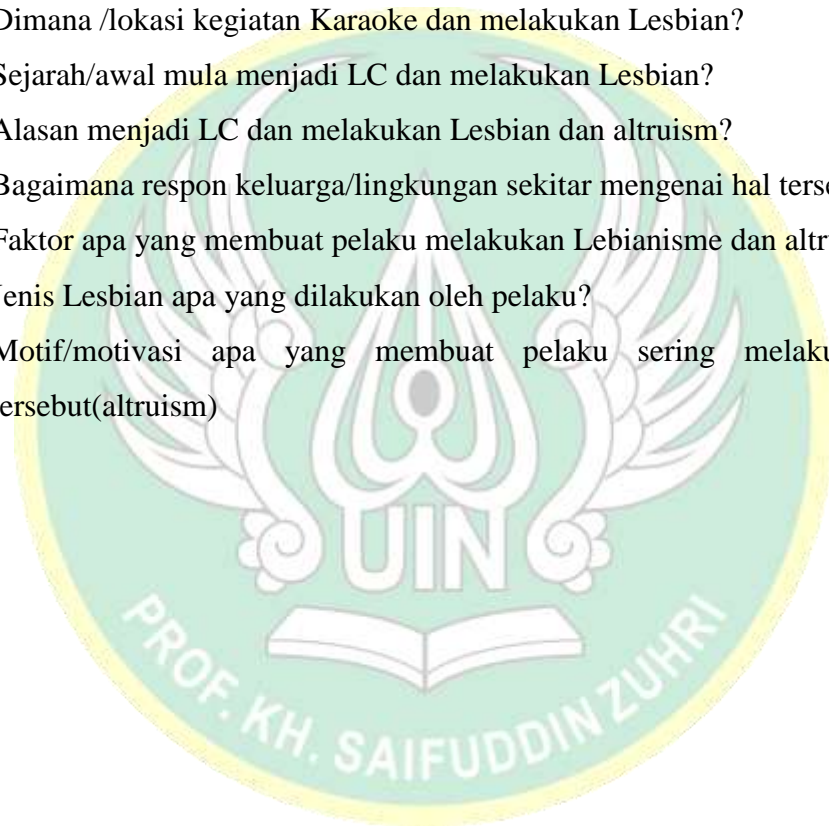 Dimana /lokasi kegiatan Karaoke dan melakukan Lesbian?
Sejarah/awal mula menjadi LC dan melakukan Lesbian?
Alasan menjadi LC dan melakukan Lesbian dan altruism?
Bagaimana respon keluarga/lingkungan sekitar mengenai hal terse
Faktor apa yang membuat pelaku melakukan Lebianisme dan altr
Jenis Lesbian apa yang dilakukan oleh pelaku?
Motif/motivasi apa yang membuat pelaku sering melaku
tersebut(altruism)
UIN
PROF. KH. SAIFUDDIN ZUHRI